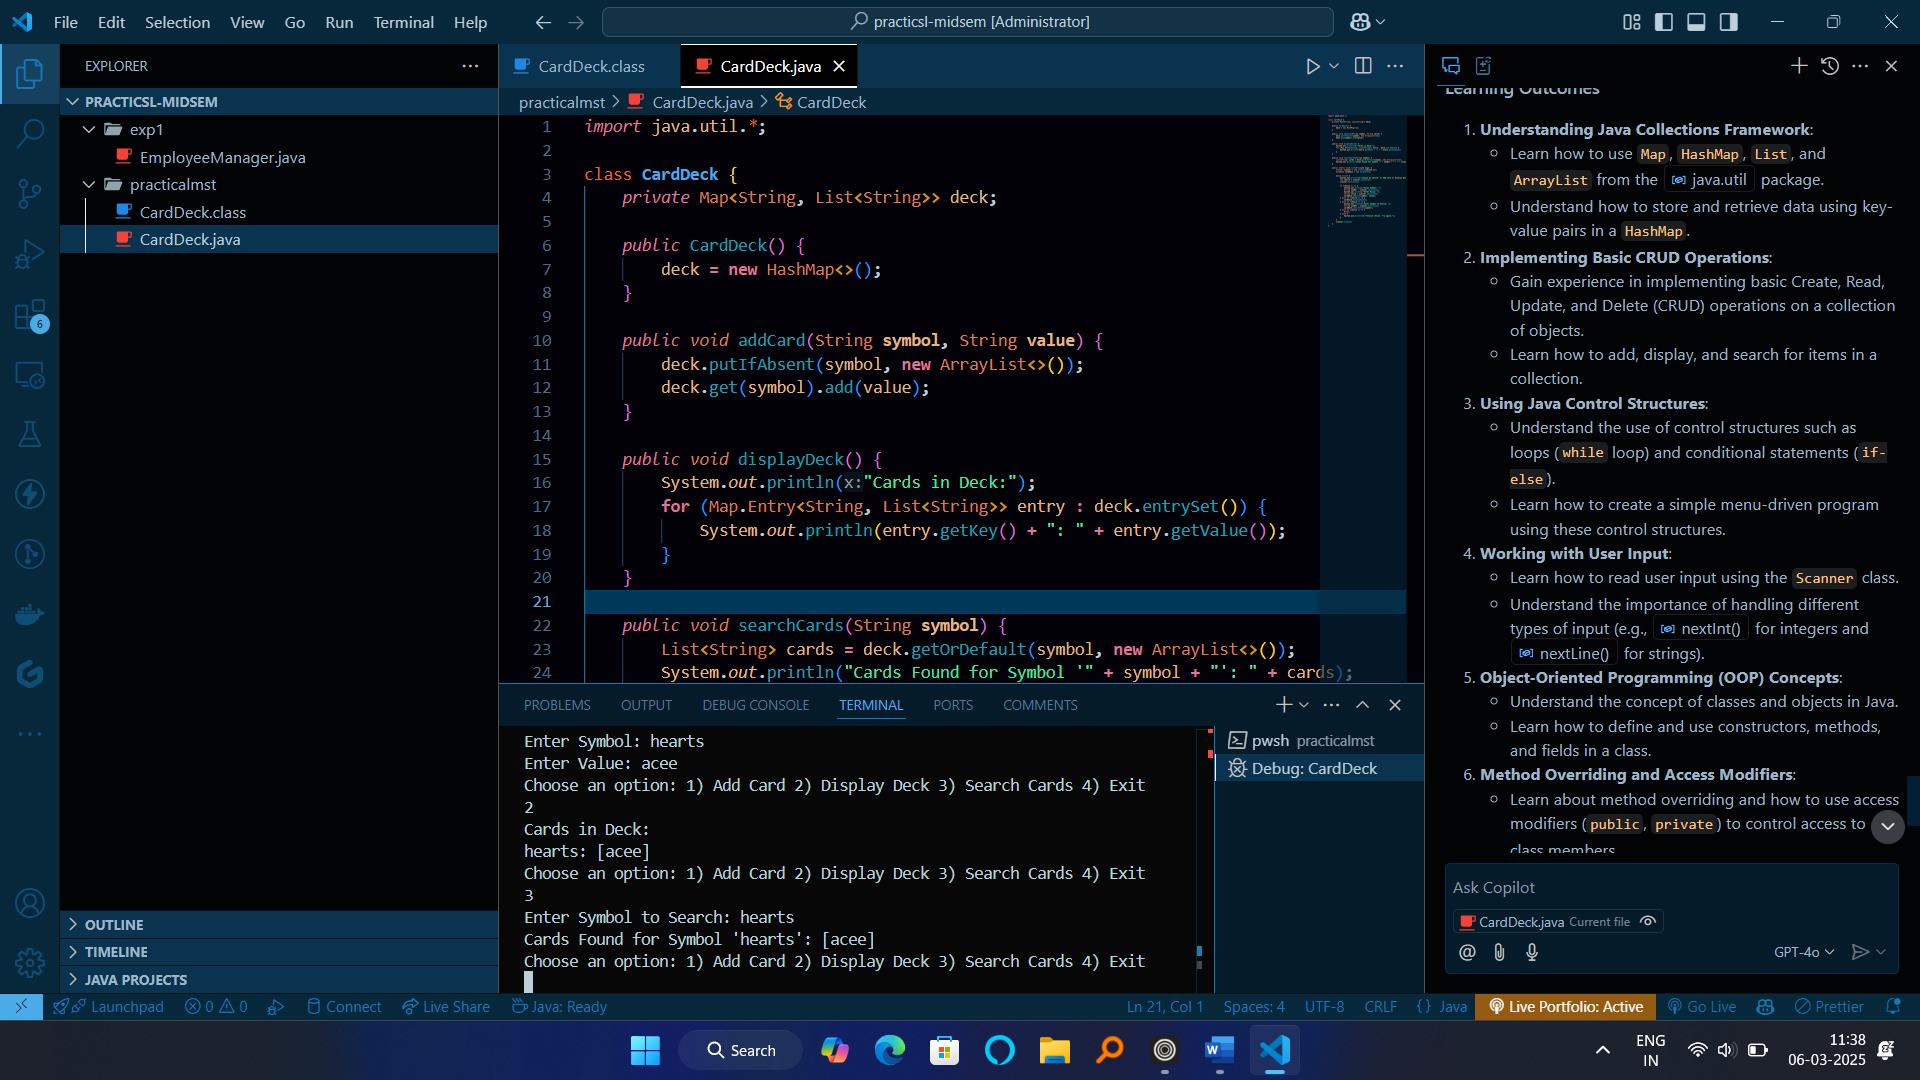 File Edit Selection View Go Run Terminal Help
practicsl-midsem [Administrator]
EXPLORER
PRACTICSL-MIDSEM
exp1
EmployeeManager.java
practicalmst
CardDeck.class
CardDeck.java
OUTLINE
TIMELINE
JAVA PROJECTS
6
CardDeck.class
CardDeck.java
practicalmst > CardDeck.java > CardDeck
1 import java.util.*;
2
3 class CardDeck {
4 private Map<String, List<String>> deck;
5
6 public CardDeck() {
7 deck = new HashMap<>();
8 }
9
10 public void addCard(String symbol, String value) {
11 deck.putIfAbsent(symbol, new ArrayList<>());
12 deck.get(symbol).add(value);
13 }
14
15 public void displayDeck() {
16 System.out.println(x:"Cards in Deck:");
17 for (Map.Entry<String, List<String>> entry : deck.entrySet()) {
18 System.out.println(entry.getKey() + ": " + entry.getValue());
19 }
20 }
21
22 public void searchCards(String symbol) {
23 List<String> cards = deck.getOrDefault(symbol, new ArrayList<>());
24 System.out.println("Cards Found for Symbol '" + symbol + "': " + cards);
PROBLEMS OUTPUT DEBUG CONSOLE TERMINAL PORTS COMMENTS
Enter Symbol: hearts
Enter Value: acee
Choose an option: 1) Add Card 2) Display Deck 3) Search Cards 4) Exit
2
Cards in Deck:
hearts: [acee]
Choose an option: 1) Add Card 2) Display Deck 3) Search Cards 4) Exit
3
Enter Symbol to Search: hearts
Cards Found for Symbol 'hearts': [acee]
Choose an option: 1) Add Card 2) Display Deck 3) Search Cards 4) Exit
pwsh practicalmst
Debug: CardDeck
Learning Outcomes
1. Understanding Java Collections Framework:
Learn how to use Map, HashMap, List, and
ArrayList from the java.util package.
Understand how to store and retrieve data using key-
value pairs in a HashMap.
2. Implementing Basic CRUD Operations:
Gain experience in implementing basic Create, Read,
Update, and Delete (CRUD) operations on a collection
of objects.
Learn how to add, display, and search for items in a
collection.
3. Using Java Control Structures:
Understand the use of control structures such as
loops (while loop) and conditional statements (if-
else).
Learn how to create a simple menu-driven program
using these control structures.
4. Working with User Input:
Learn how to read user input using the Scanner class.
Understand the importance of handling different
types of input (e.g., nextInt() for integers and
nextLine() for strings).
5. Object-Oriented Programming (OOP) Concepts:
Understand the concept of classes and objects in Java.
Learn how to define and use constructors, methods,
and fields in a class.
6. Method Overriding and Access Modifiers:
Learn about method overriding and how to use access
modifiers (public, private) to control access to
class members.
Ask Copilot
CardDeck.java Current file
GPT-4o
Launchpad 0 0 Connect Live Share Java: Ready
Ln 21, Col 1 Spaces: 4 UTF-8 CRLF {} Java Live Portfolio: Active Go Live Prettier
Search
ENG
IN
11:38
06-03-2025